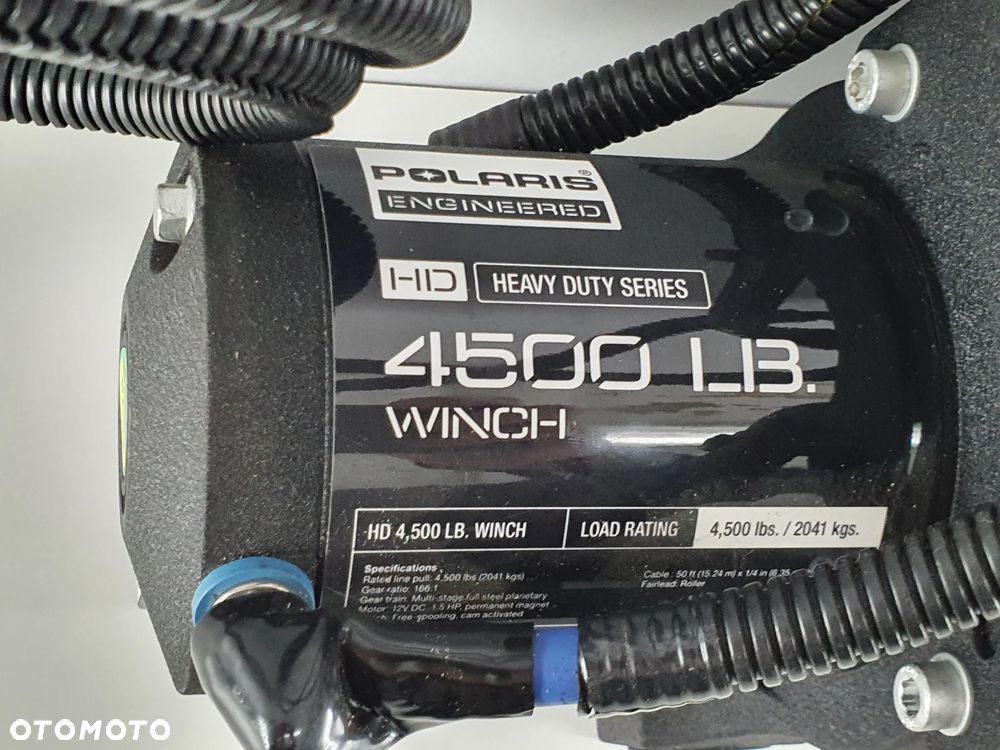 POLARIS®
ENGINEERED
HD HEAVY DUTY SERIES
4500 LB.
WINCH
HD 4,500 LB. WINCH LOAD RATING 4,500 lbs. / 2041 kgs.
Specifications
Rated line pull: 4,500 lbs (2041 kgs)
Gear ratio: 166:1
Gear train: Multi-stage full steel planetary
Motor: 12V DC, 1.5 HP, permanent magnet
Free-spooling, cam activated
Cable: 50 ft (15.24 m) x 1/4 in (6.35
Fairlead: Roller
OTOMOTO